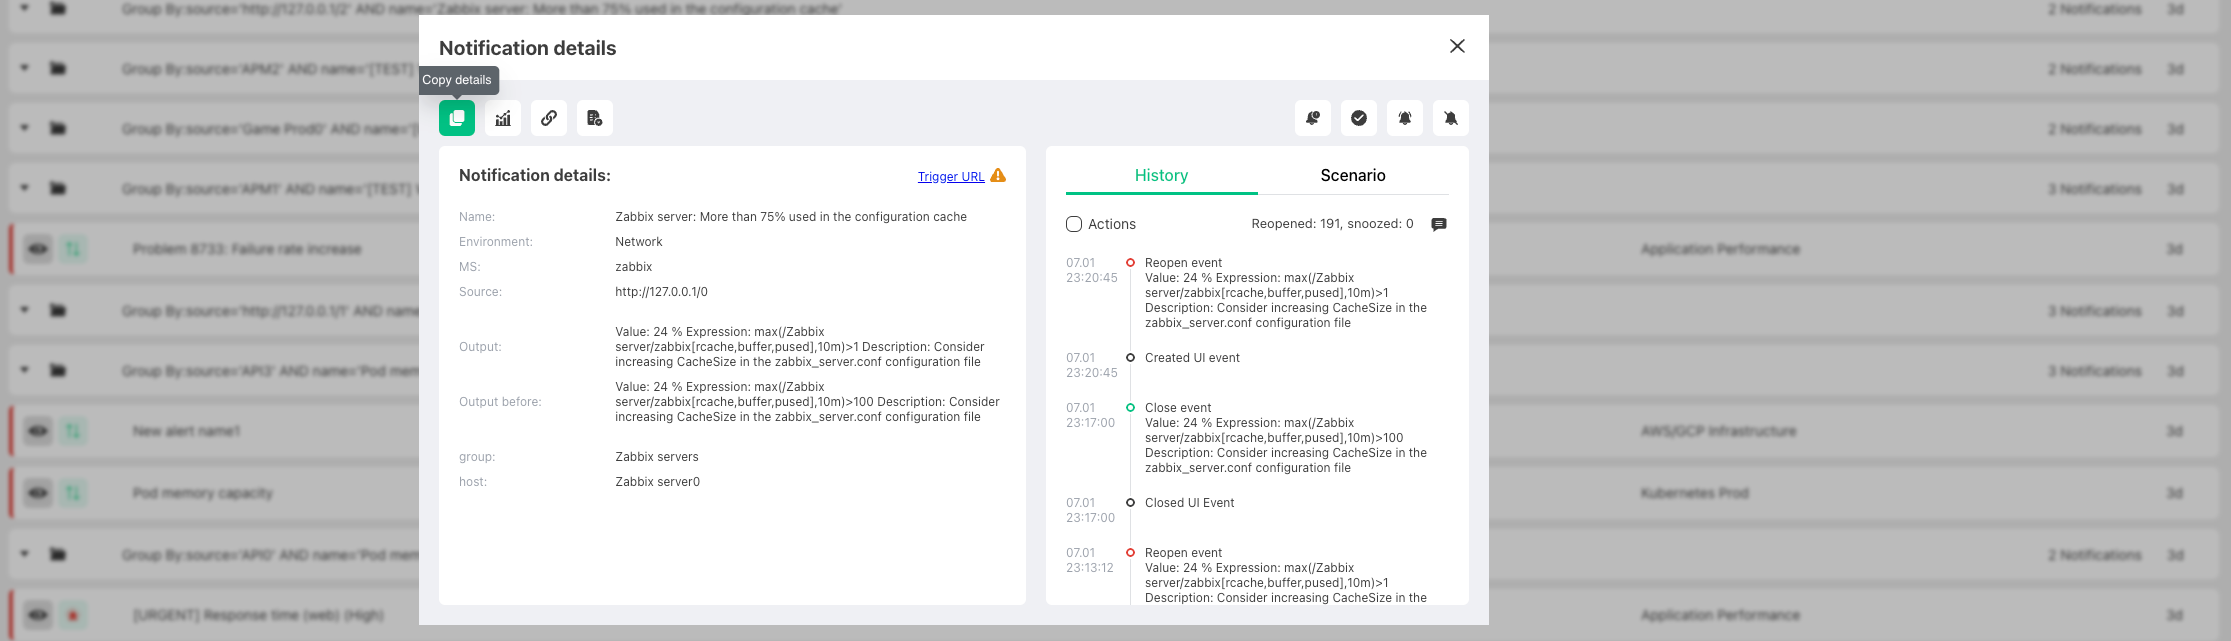 Group By:source='http://127.0.0.1/2' AND name='Zabbix server: More than 75% used in the configuration cache'
2 Notifications 3d
Notification details
Group By:source='APM2' AND name='[TEST]
2 Notifications 3d
Copy details
Group By:source='Game Prod0' AND name='
2 Notifications 3d
Group By:source='APM1' AND name='[TEST]
3 Notifications 3d
Problem 8733: Failure rate increase
Application Performance 3d
Group By:source='http://127.0.0.1/1' AND name
3 Notifications 3d
Group By:source='API3' AND name='Pod mem
3 Notifications 3d
New alert name1
AWS/GCP Infrastructure 3d
Pod memory capacity
Kubernetes Prod 3d
Group By:source='API0' AND name='Pod mem
2 Notifications 3d
[URGENT] Response time (web) (High)
Application Performance 3d
Notification details:
Trigger URL
Name: Zabbix server: More than 75% used in the configuration cache
Environment: Network
MS: zabbix
Source: http://127.0.0.1/0
Output: Value: 24 % Expression: max(/Zabbix
server/zabbix[rcache,buffer,pused],10m)>1 Description: Consider
increasing CacheSize in the zabbix_server.conf configuration file
Output before: Value: 24 % Expression: max(/Zabbix
server/zabbix[rcache,buffer,pused],10m)>100 Description: Consider
increasing CacheSize in the zabbix_server.conf configuration file
group: Zabbix servers
host: Zabbix server0
History Scenario
Actions Reopened: 191, snoozed: 0
07.01 Reopen event
23:20:45 Value: 24 % Expression: max(/Zabbix
server/zabbix[rcache,buffer,pused],10m)>1
Description: Consider increasing CacheSize in the
zabbix_server.conf configuration file
07.01 Created UI event
23:20:45
07.01 Close event
23:17:00 Value: 24 % Expression: max(/Zabbix
server/zabbix[rcache,buffer,pused],10m)>100
Description: Consider increasing CacheSize in the
zabbix_server.conf configuration file
07.01 Closed UI Event
23:17:00
07.01 Reopen event
23:13:12 Value: 24 % Expression: max(/Zabbix
server/zabbix[rcache,buffer,pused],10m)>1
Description: Consider increasing CacheSize in the